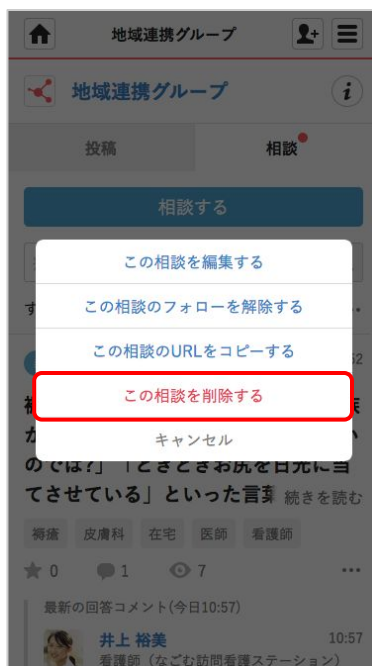 地域連携グループ
地域連携グループ
i
投稿
相談
相談する
この相談を編集する
この相談のフォローを解除する
す
この相談のURLをコピーする
52
この相談を削除する
キャンセル
のでは?」「ときどきお尻を日光に当
てさせている」といった言葉 続きを読む
褥瘡 皮膚科 在宅 医師 看護師
0 1 7
最新の回答コメント(今日10:57)
井上 裕美 10:57
看護師（なごむ訪問看護ステーション）